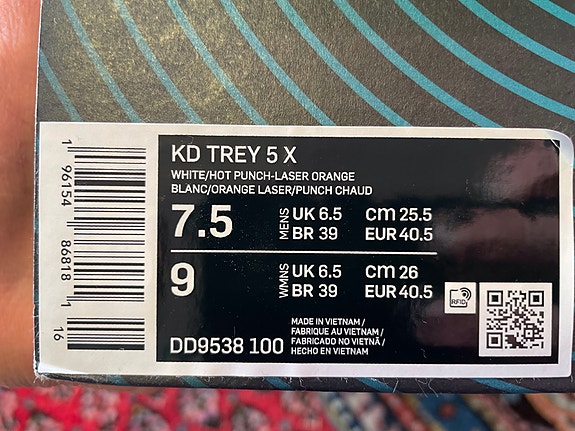 KD TREY 5 X
WHITE/HOT PUNCH-LASER ORANGE
BLANC/ORANGE LASER/PUNCH CHAUD
7.5 MENS UK 6.5 CM 25.5
BR 39 EUR 40.5
9 WMNS UK 6.5 CM 26
BR 39 EUR 40.5
RFID
DD9538 100
MADE IN VIETNAM /
FABRIQUE AU VIETNAM /
FABRICADO NO VIETNÃ /
HECHO EN VIETNAM
1 96154 86818 1
16